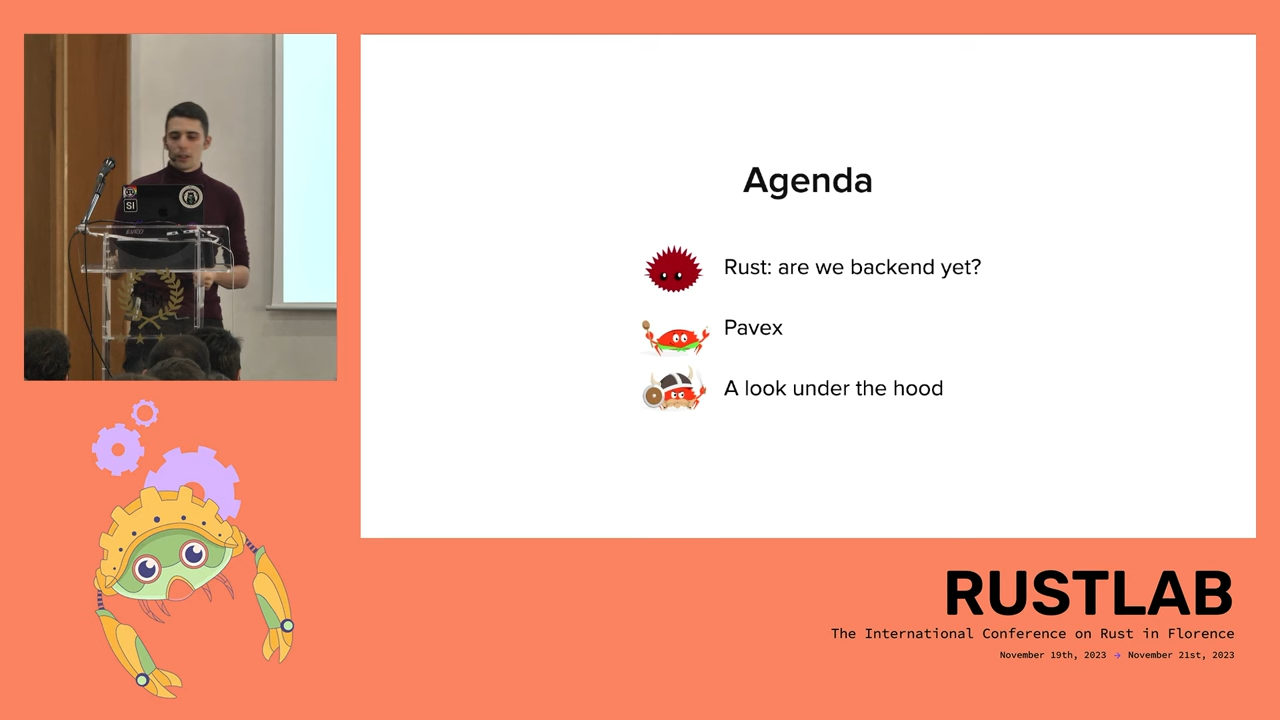 SI
Agenda
Rust: are we backend yet?
Pavex
A look under the hood
RUSTLAB
The International Conference on Rust in Florence
November 19th, 2023 → November 21st, 2023